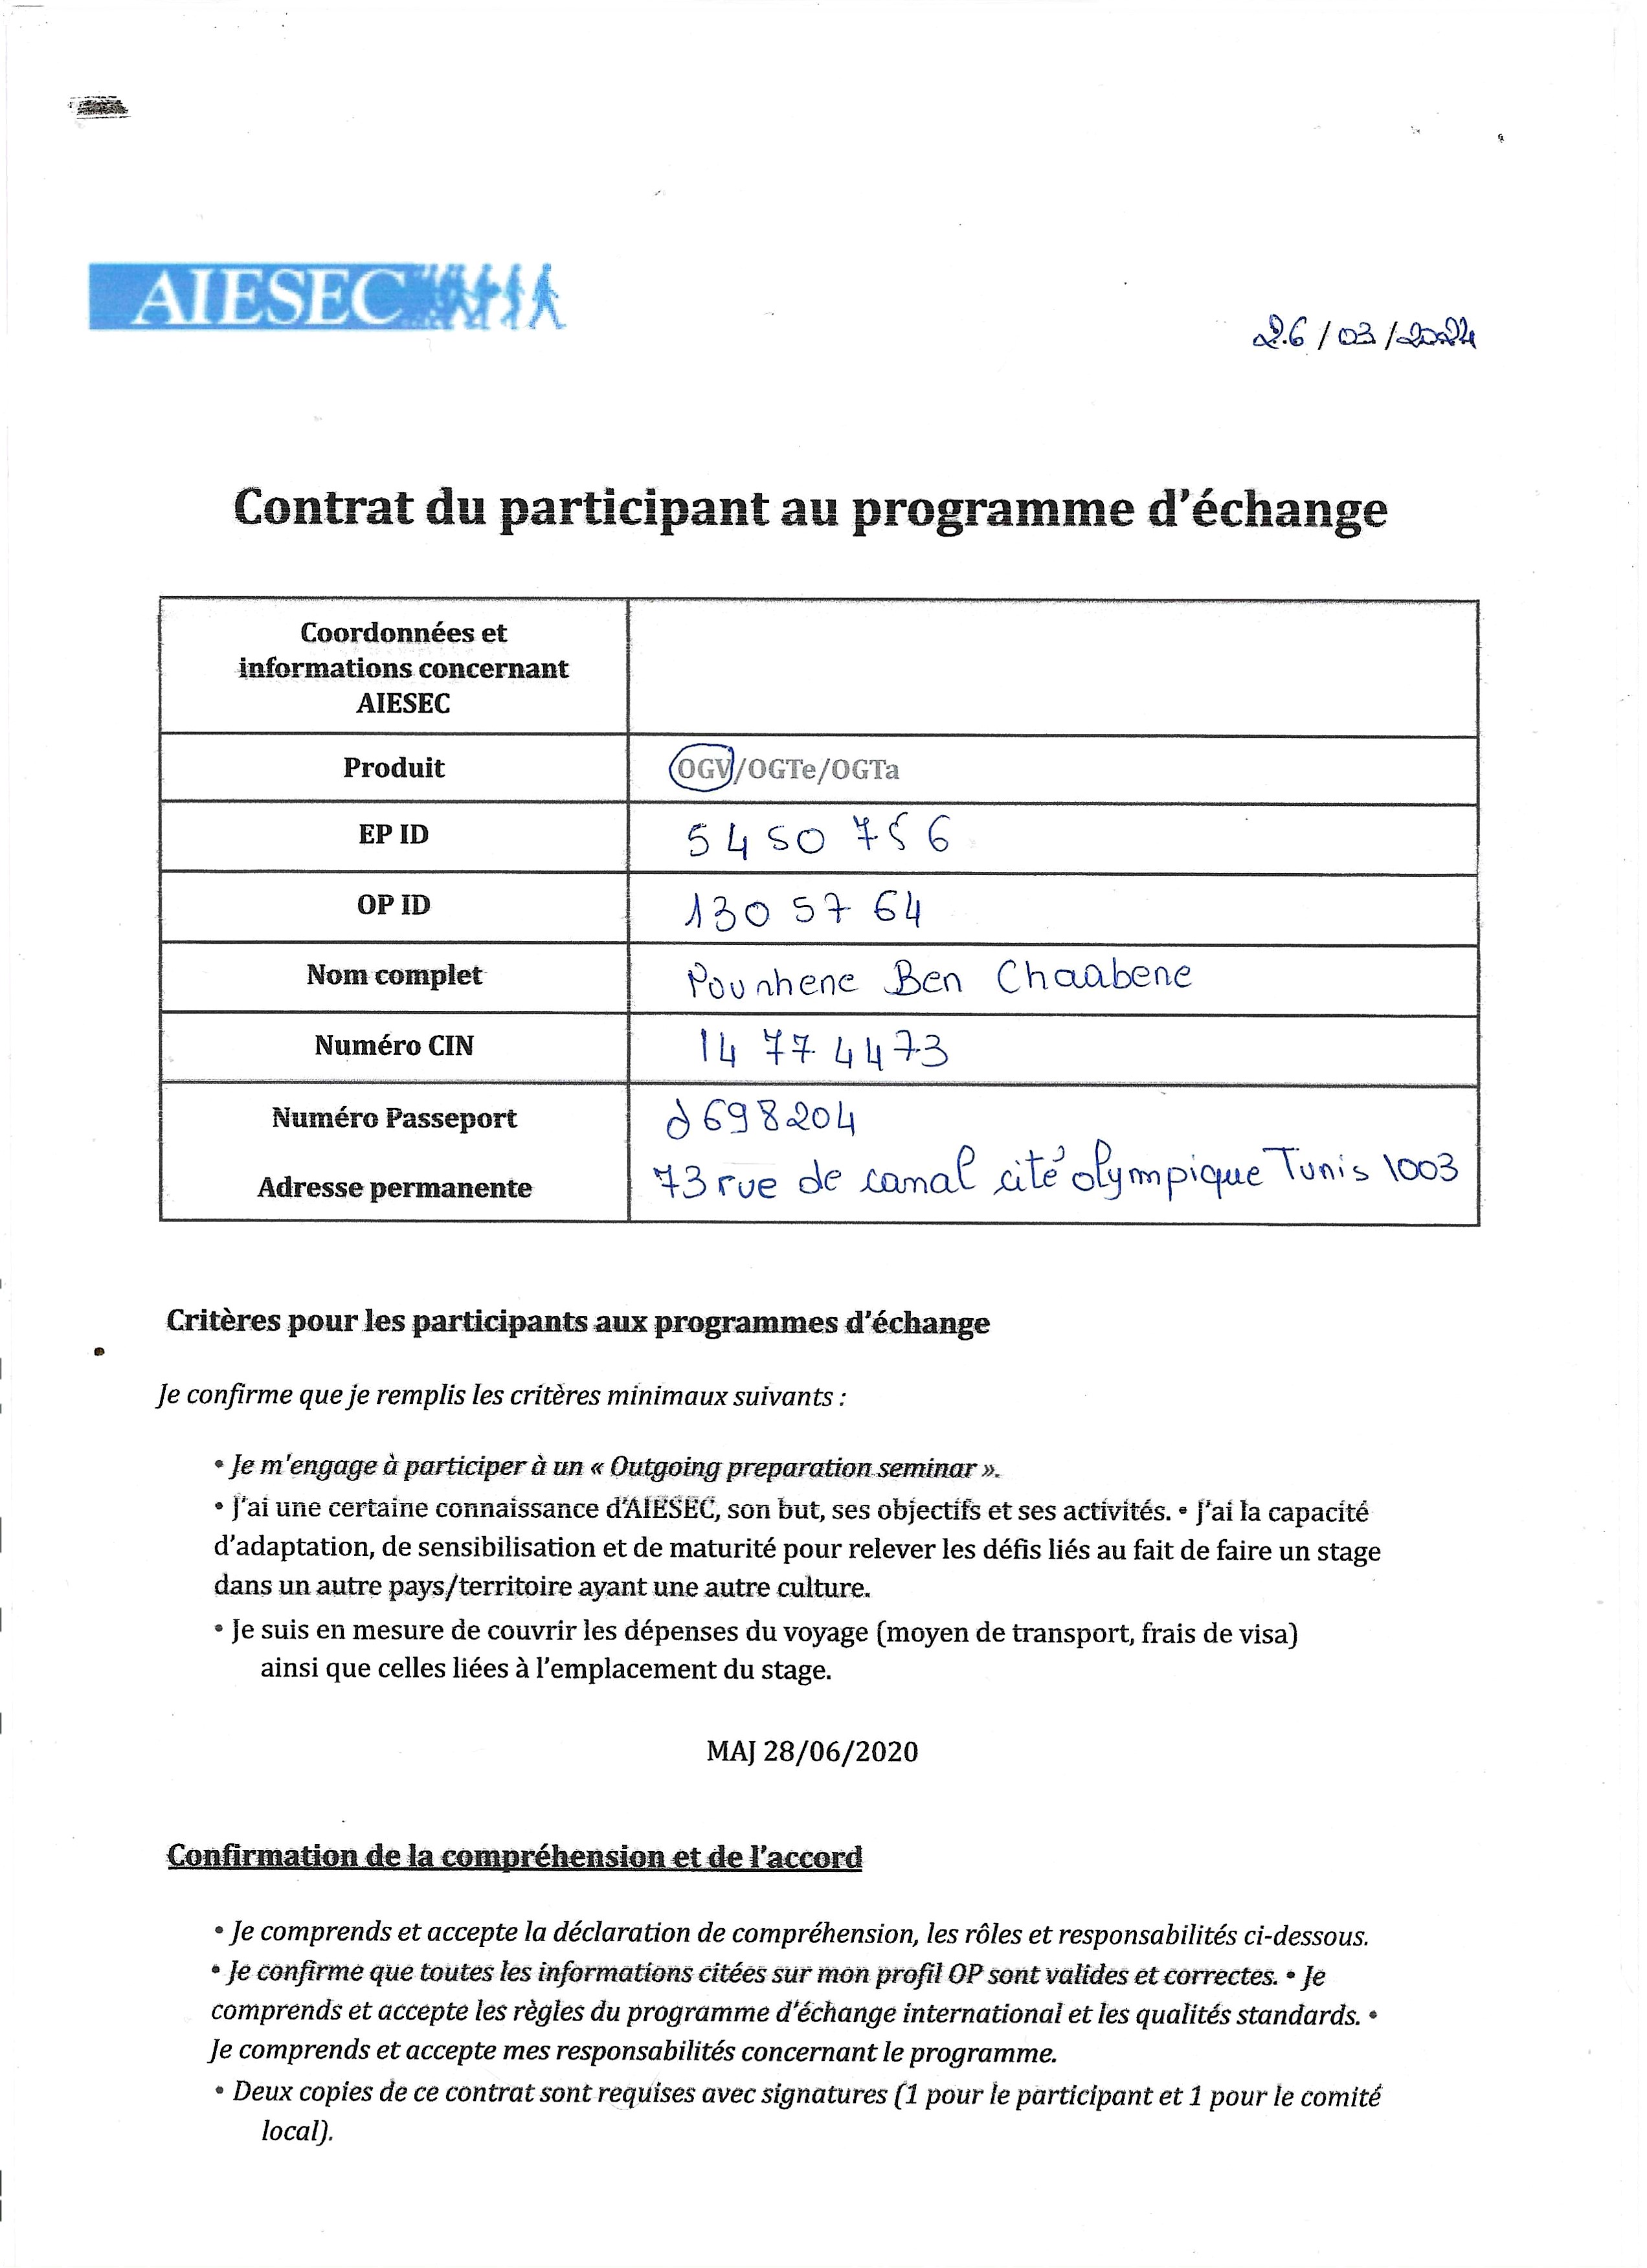 AIESEC
26/03/2024
Contrat du participant au programme d'échange
Coordonnées et
informations concernant
AIESEC
Produit OGV/OGTe/OGTa
EP ID 5450756
OP ID 1305764
Nom complet Ben Chaabene
Numéro CIN 14774473
Numéro Passeport d698204
Adresse permanente 73 rue de canal cité olympique Tunis 1003
Critères pour les participants aux programmes d'échange
Je confirme que je remplis les critères minimaux suivants :
• Je m'engage à participer à un « Outgoing preparation seminar ».
• J'ai une certaine connaissance d'AIESEC, son but, ses objectifs et ses activités. • J'ai la capacité
d'adaptation, de sensibilisation et de maturité pour relever les défis liés au fait de faire un stage
dans un autre pays/territoire ayant une autre culture.
• Je suis en mesure de couvrir les dépenses du voyage (moyen de transport, frais de visa)
ainsi que celles liées à l'emplacement du stage.
MAJ 28/06/2020
Confirmation de la compréhension et de l'accord
• Je comprends et accepte la déclaration de compréhension, les rôles et responsabilités ci-dessous.
• Je confirme que toutes les informations citées sur mon profil OP sont valides et correctes. • Je
comprends et accepte les règles du programme d'échange international et les qualités standards. •
Je comprends et accepte mes responsabilités concernant le programme.
• Deux copies de ce contrat sont requises avec signatures (1 pour le participant et 1 pour le comité
local).